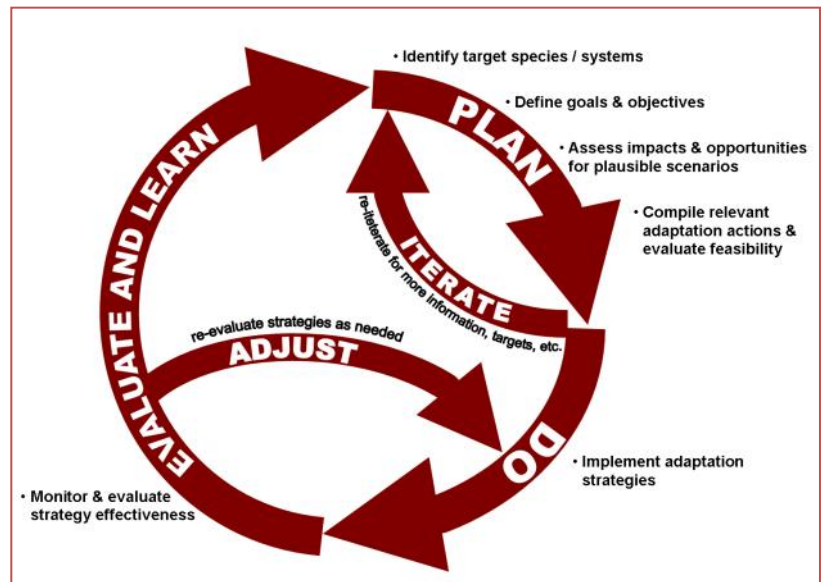 • Identify target species / systems
PLAN
• Define goals & objectives
• Assess impacts & opportunities
for plausible scenarios
• Compile relevant
adaptation actions &
evaluate feasibility
ITERATE
re-iteterate for more information, targets, etc.
DO
• Implement adaptation
strategies
EVALUATE AND LEARN
• Monitor & evaluate
strategy effectiveness
re-evaluate strategies as needed
ADJUST